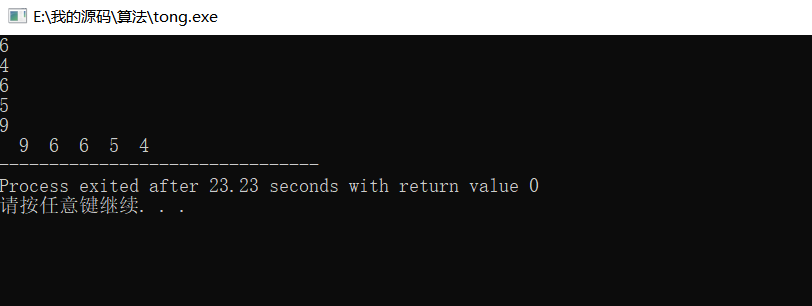 E:\我的源码\算法\tong.exe
6
4
6
5
9
9 6 6 5 4
--------------------------------
Process exited after 23.23 seconds with return value 0
请按任意键继续. . .